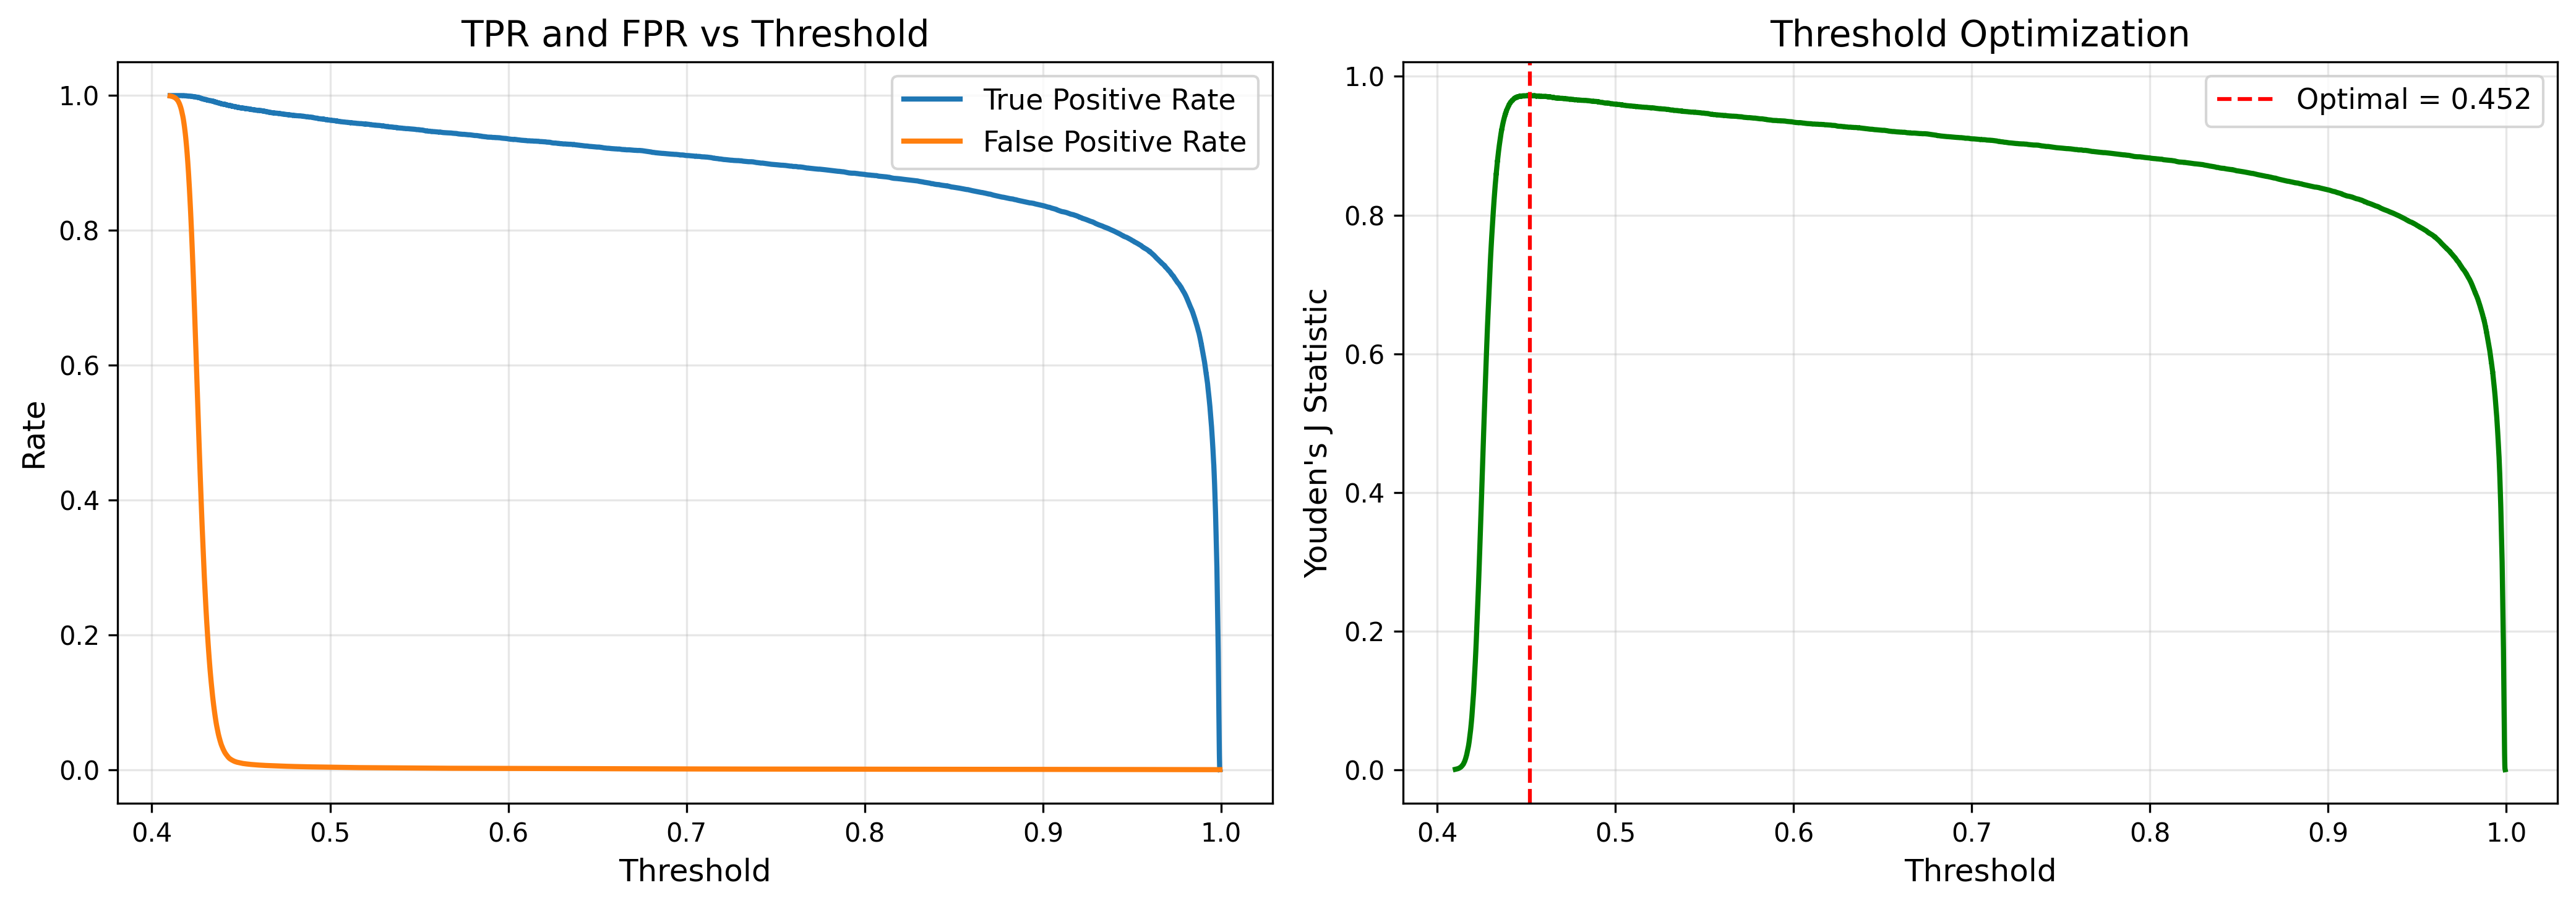 TPR and FPR vs Threshold
True Positive Rate
False Positive Rate
Rate
1.0
0.8
0.6
0.4
0.2
0.0
0.4 0.5 0.6 0.7 0.8 0.9 1.0
Threshold
Threshold Optimization
Optimal = 0.452
Youden's J Statistic
1.0
0.8
0.6
0.4
0.2
0.0
0.4 0.5 0.6 0.7 0.8 0.9 1.0
Threshold